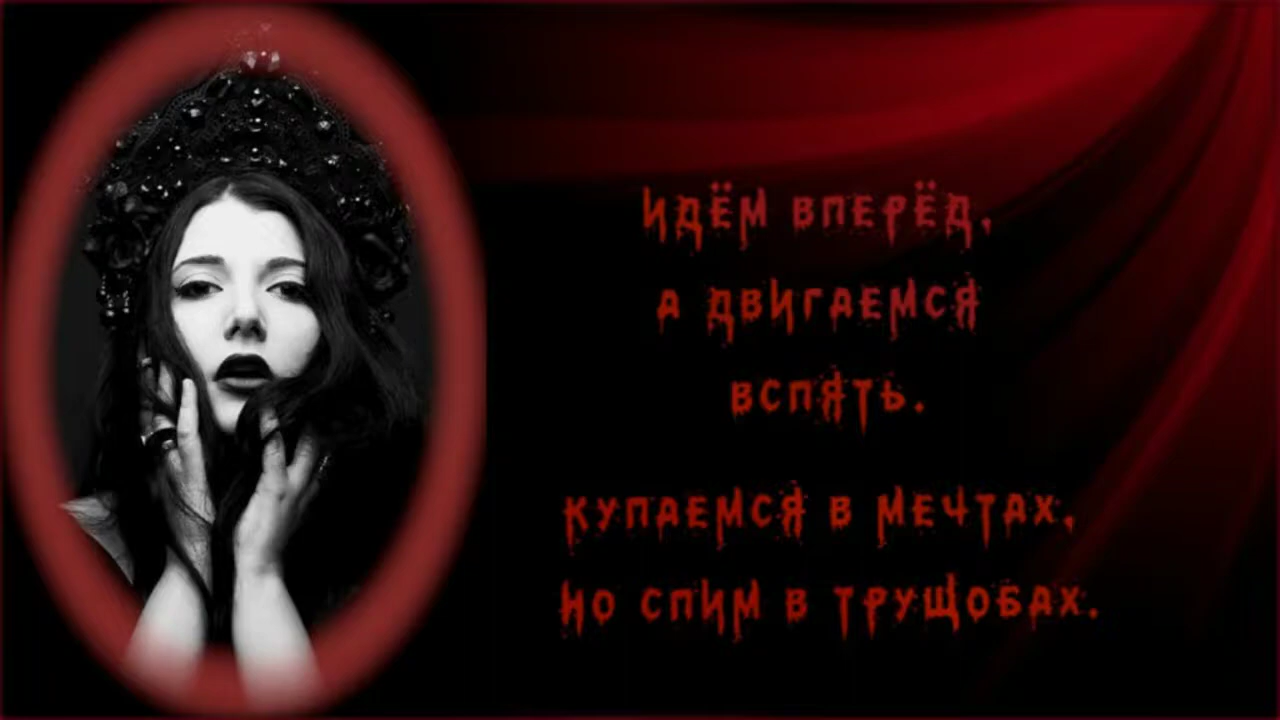 ИДЁМ ВПЕРЁД,
А ДВИГАЕМСЯ
ВСПЯТЬ.
КУПАЕМСЯ В МЕЧТАХ,
НО СПИМ В ТРУЩОБАХ.